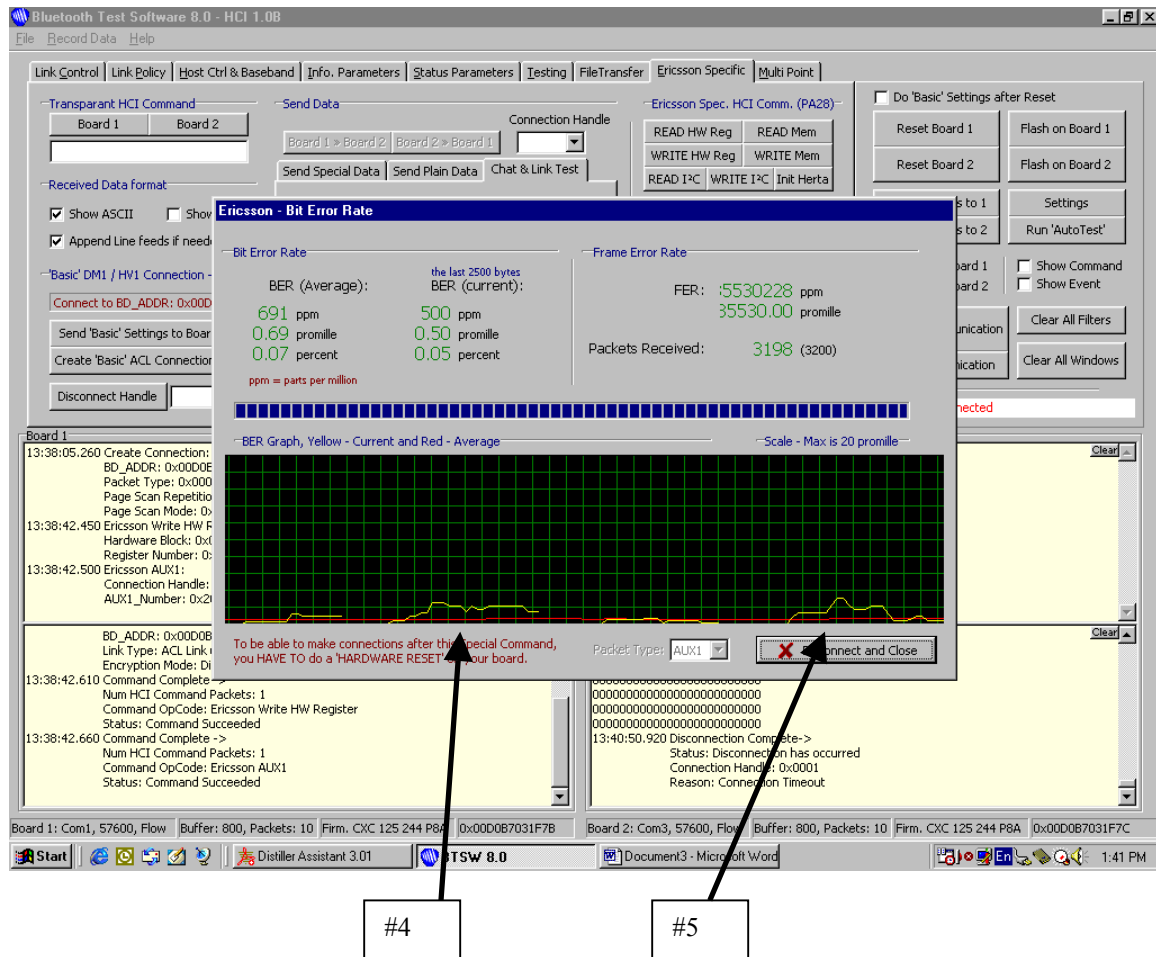 Bluetooth Test Software 8.0 - HCI 1.0B
File Record Data Help
Link Control Link Policy Host Ctrl & Baseband Info. Parameters Status Parameters Testing FileTransfer Ericsson Specific Multi Point
Transparant HCI Command
Board 1 Board 2
Received Data format
Show ASCII Show
Append Line feeds if need
'Basic' DM1 / HV1 Connection -
Connect to BD_ADDR: 0x00D
Send 'Basic' Settings to Boar
Create 'Basic' ACL Connection
Disconnect Handle
Send Data
Connection Handle
Board 1 > Board 2 Board 2 > Board 1
Send Special Data Send Plain Data Chat & Link Test
Ericsson Spec. HCI Comm. (PA28)
READ HW Reg READ Mem
WRITE HW Reg WRITE Mem
READ I²C WRITE I²C Init Herta
Do 'Basic' Settings after Reset
Reset Board 1 Flash on Board 1
Reset Board 2 Flash on Board 2
s to 1 Settings
s to 2 Run 'AutoTest'
oard 1 Show Command
oard 2 Show Event
unication Clear All Filters
nication Clear All Windows
nected
Ericsson - Bit Error Rate
Bit Error Rate
the last 2500 bytes
BER (Average): BER (current):
691 ppm 500 ppm
0.69 promille 0.50 promille
0.07 percent 0.05 percent
ppm = parts per million
Frame Error Rate
FER: 5530228 ppm
35530.00 promille
Packets Received: 3198 (3200)
BER Graph, Yellow - Current and Red - Average Scale - Max is 20 promille
To be able to make connections after this Special Command,
you HAVE TO do a 'HARDWARE RESET' your board.
Packet Type: AUX1
onnect and Close
Board 1
Clear
13:38:05.260 Create Connection:
BD_ADDR: 0x00D0B
Packet Type: 0x000
Page Scan Repetitio
Page Scan Mode: 0x
13:38:42.450 Ericsson Write HW R
Hardware Block: 0x0
Register Number: 0x
13:38:42.500 Ericsson AUX1:
Connection Handle:
AUX1_Number: 0x20
BD_ADDR: 0x00D0B
Link Type: ACL Link
Encryption Mode: Di
13:38:42.610 Command Complete ->
Num HCI Command Packets: 1
Command OpCode: Ericsson Write HW Register
Status: Command Succeeded
13:38:42.660 Command Complete ->
Num HCI Command Packets: 1
Command OpCode: Ericsson AUX1
Status: Command Succeeded
Clear
000000000000000000000000
000000000000000000000000
000000000000000000000000
000000000000000000000000
13:40:50.920 Disconnection Complete->
Status: Disconnection has occurred
Connection Handle: 0x0001
Reason: Connection Timeout
Board 1: Com1, 57600, Flow Buffer: 800, Packets: 10 Firm. CXC 125 244 P8A 0x00D0B7031F7B
Board 2: Com3, 57600, Flow Buffer: 800, Packets: 10 Firm. CXC 125 244 P8A 0x00D0B7031F7C
Start Distiller Assistant 3.01 BTSW 8.0 Document3 - Microsoft Word En 1:41 PM
#4
#5